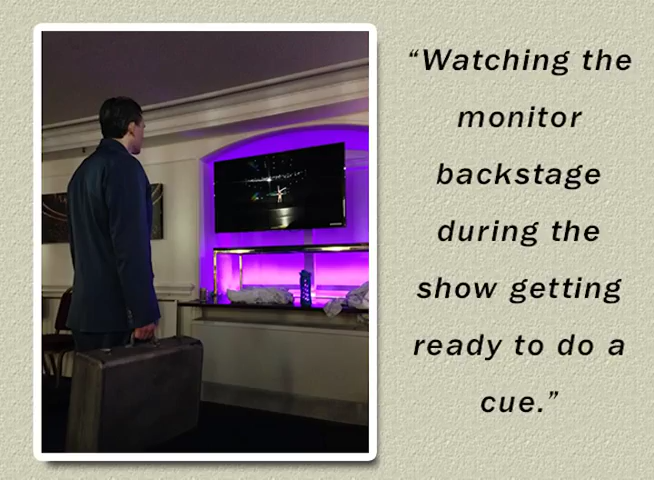 “Watching the
monitor
backstage
during the
show getting
ready to do a
cue.”